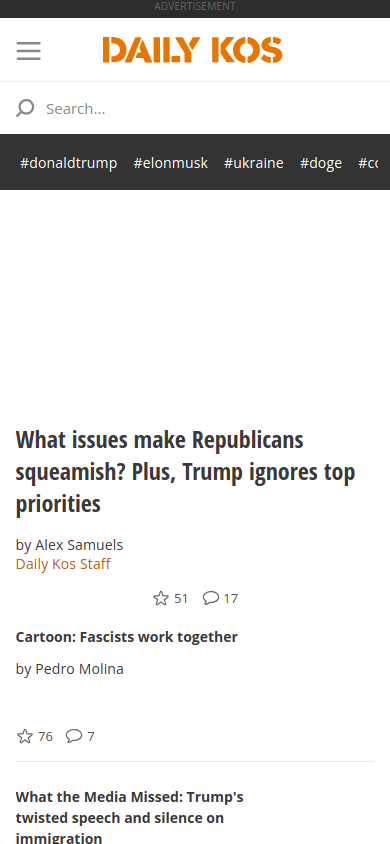 ADVERTISEMENT
DAILY KOS
Search...
#donaldtrump #elonmusk #ukraine #doge
What issues make Republicans
squeamish? Plus, Trump ignores top
priorities
by Alex Samuels
Daily Kos Staff
51 17
Cartoon: Fascists work together
by Pedro Molina
76 7
What the Media Missed: Trump's
twisted speech and silence on
immigration